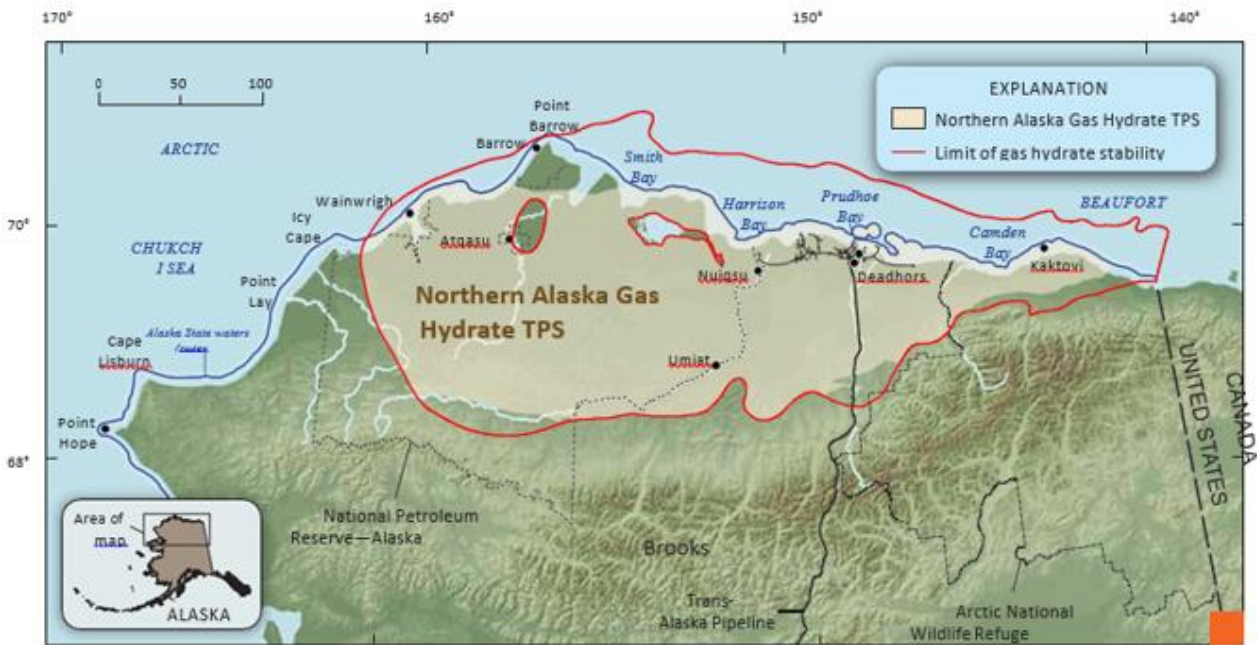 170°
160°
150°
140°
0
50
100
EXPLANATION
Northern Alaska Gas Hydrate TPS
Limit of gas hydrate stability
Point
Barrow
Barrow
ARCTIC
Smith
Bay
Wainwrigh
Harrison
Bay
Prudhoe
Bay
BEAUFORT
70°
Icy
Cape
Atqasu
Camden
Bay
CHUKCH
I SEA
Nuiqsu
Deadhors
Kaktovi
Point
Lay
Northern Alaska Gas
Hydrate TPS
Alaska State waters
Cape
Lisburn
Umiat
UNITED STATES
CANADA
Point
Hope
68°
National Petroleum
Reserve—Alaska
Area of
map
Brooks
ALASKA
Trans-
Alaska Pipeline
Arctic National
Wildlife Refuge